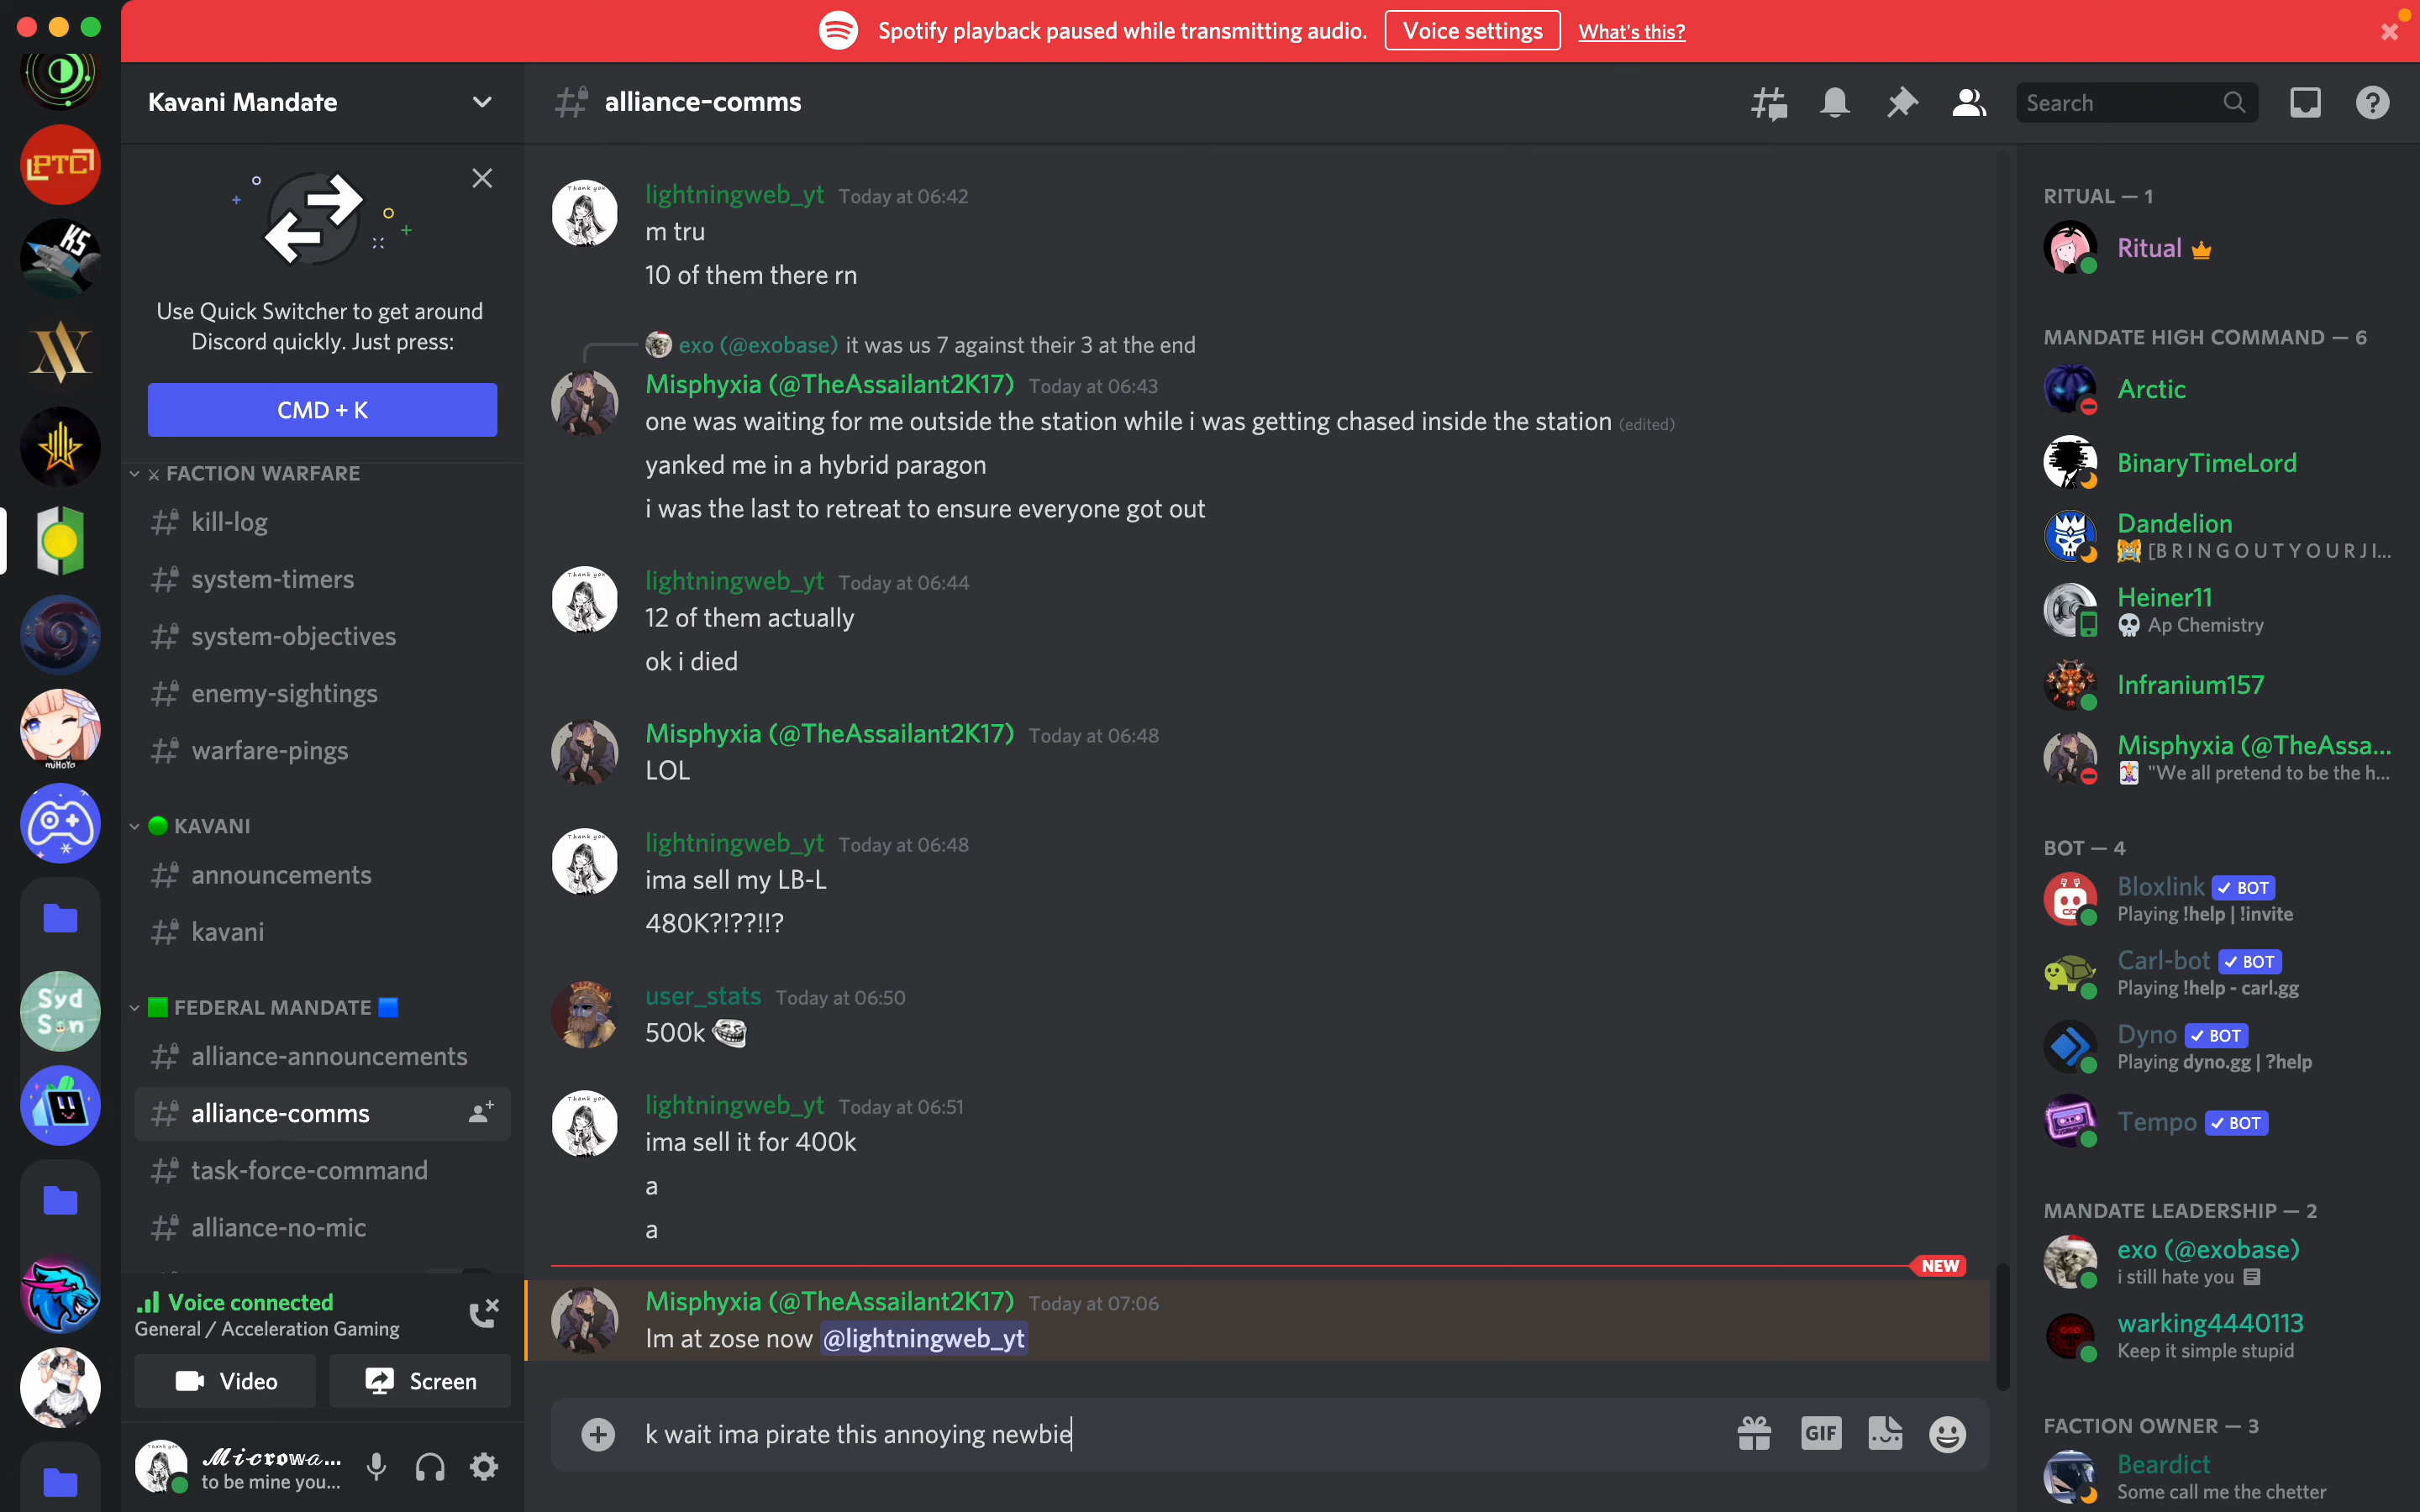 Spotify playback paused while transmitting audio.
Voice settings
What's this?
PTC
KS
miHoYo
Syd
Son
Kavani Mandate
Use Quick Switcher to get around
Discord quickly. Just press:
CMD + K
FACTION WARFARE
kill-log
system-timers
system-objectives
enemy-sightings
warfare-pings
KAVANI
announcements
kavani
FEDERAL MANDATE
alliance-announcements
alliance-comms
task-force-command
alliance-no-mic
Voice connected
General / Acceleration Gaming
Video
Screen
𝓜𝓲𝓬𝓻𝓸𝔀𝓪...
to be mine you...
alliance-comms
Search
lightningweb_yt Today at 06:42
m tru
10 of them there rn
exo (@exobase) it was us 7 against their 3 at the end
Misphyxia (@TheAssailant2K17) Today at 06:43
one was waiting for me outside the station while i was getting chased inside the station (edited)
yanked me in a hybrid paragon
i was the last to retreat to ensure everyone got out
lightningweb_yt Today at 06:44
12 of them actually
ok i died
Misphyxia (@TheAssailant2K17) Today at 06:48
LOL
lightningweb_yt Today at 06:48
ima sell my LB-L
480K?!??!!?
user_stats Today at 06:50
500k
lightningweb_yt Today at 06:51
ima sell it for 400k
a
a
NEW
Misphyxia (@TheAssailant2K17) Today at 07:06
Im at zose now @lightningweb_yt
k wait ima pirate this annoying newbie
GIF
RITUAL — 1
Ritual
MANDATE HIGH COMMAND — 6
Arctic
BinaryTimeLord
Dandelion
[B R I N G O U T Y O U R J I...
Heiner11
Ap Chemistry
Infranium157
Misphyxia (@TheAssa...
"We all pretend to be the h...
BOT — 4
Bloxlink BOT
Playing !help | !invite
Carl-bot BOT
Playing !help - carl.gg
Dyno BOT
Playing dyno.gg | ?help
Tempo BOT
MANDATE LEADERSHIP — 2
exo (@exobase)
i still hate you
warking4440113
Keep it simple stupid
FACTION OWNER — 3
Beardict
Some call me the chetter